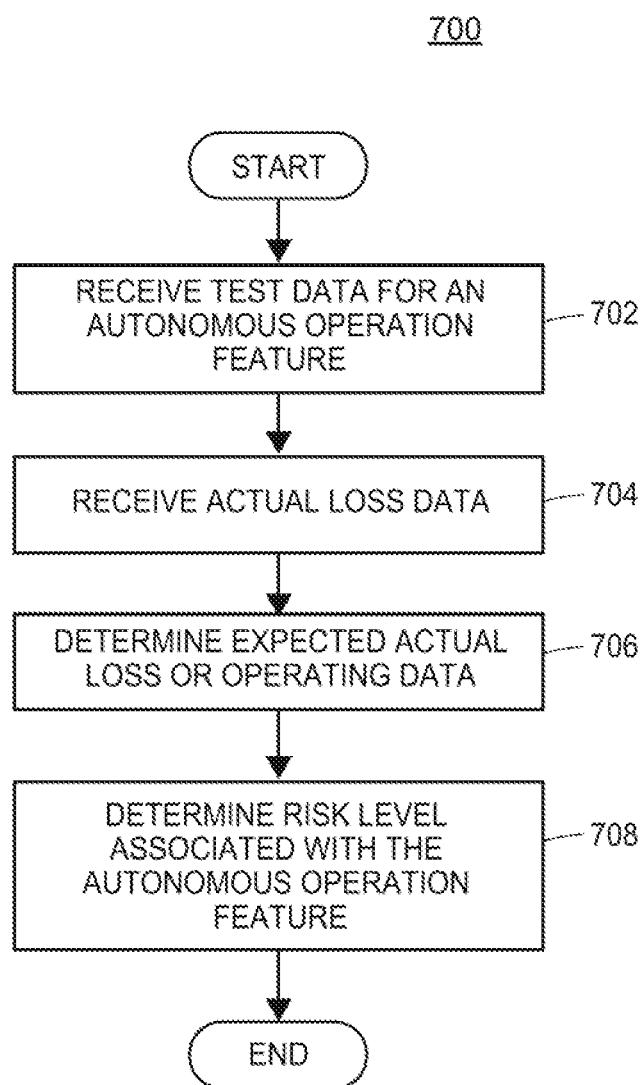 700
START
RECEIVE TEST DATA FOR AN
AUTONOMOUS OPERATION
FEATURE
702
RECEIVE ACTUAL LOSS DATA
704
DETERMINE EXPECTED ACTUAL
LOSS OR OPERATING DATA
706
DETERMINE RISK LEVEL
ASSOCIATED WITH THE
AUTONOMOUS OPERATION
FEATURE
708
END